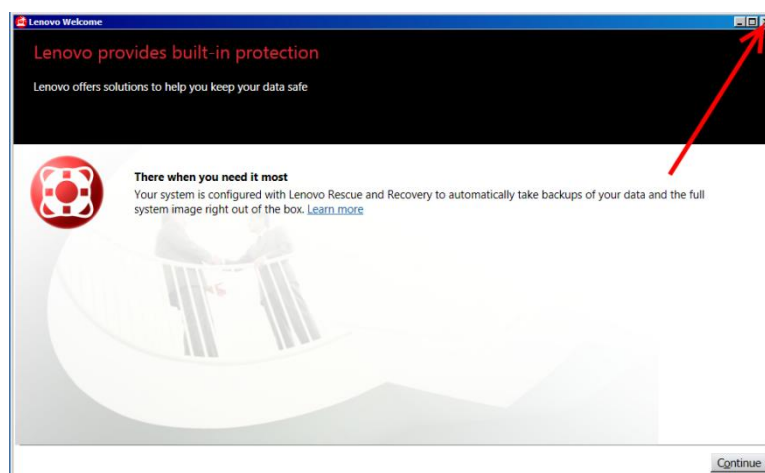 Lenovo Welcome
Lenovo provides built-in protection
Lenovo offers solutions to help you keep your data safe
There when you need it most
Your system is configured with Lenovo Rescue and Recovery to automatically take backups of your data and the full
system image right out of the box. Learn more
Continue